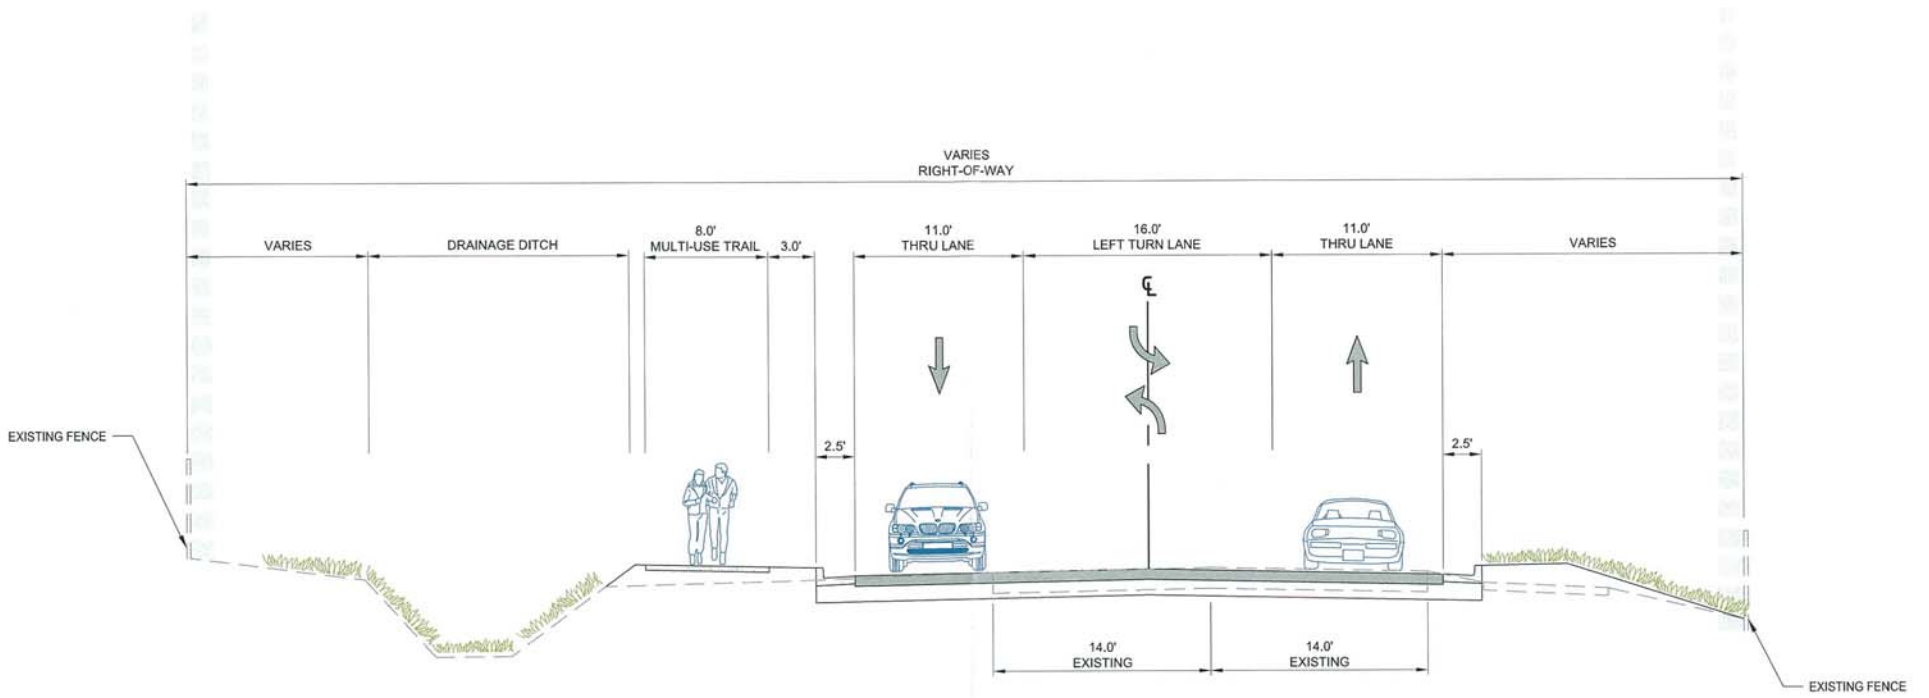 VARIES
RIGHT-OF-WAY
VARIES
DRAINAGE DITCH
8.0'
MULTI-USE TRAIL
3.0'
11.0'
THRU LANE
16.0'
LEFT TURN LANE
11.0'
THRU LANE
VARIES
CL
EXISTING FENCE
2.5'
2.5'
14.0'
EXISTING
14.0'
EXISTING
EXISTING FENCE